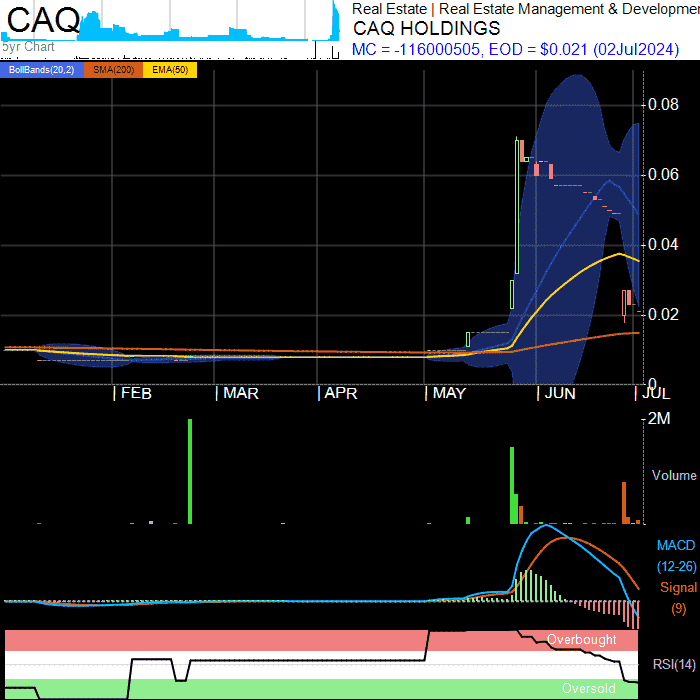 CAQ
5yr Chart
Real Estate | Real Estate Management & Developmen
CAQ HOLDINGS
MC = -116000505, EOD = $0.021 (02Jul2024)
BollBands(20,2) SMA(200) EMA(50)
0.08
0.06
0.04
0.02
0
FEB MAR APR MAY JUN JUL
2M
Volume
MACD
(12-26)
Signal
(9)
Overbought
RSI(14)
Oversold